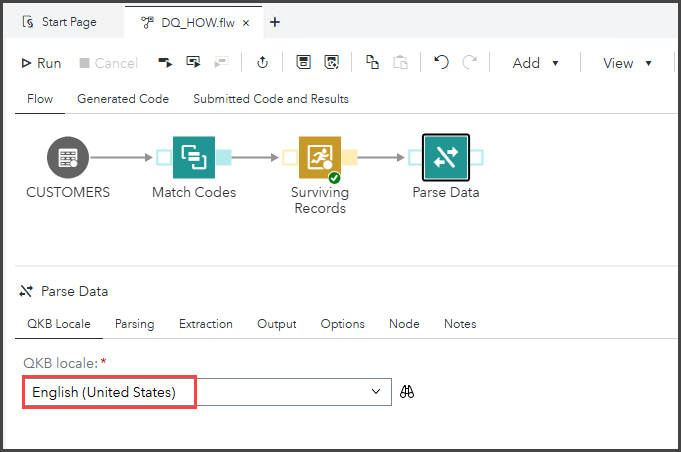 Start Page
DQ_HOW.flw × +
Run Cancel Add View
Flow Generated Code Submitted Code and Results
CUSTOMERS Match Codes Surviving Parse Data
Records
Parse Data
QKB Locale Parsing Extraction Output Options Node Notes
QKB locale:*
English (United States)